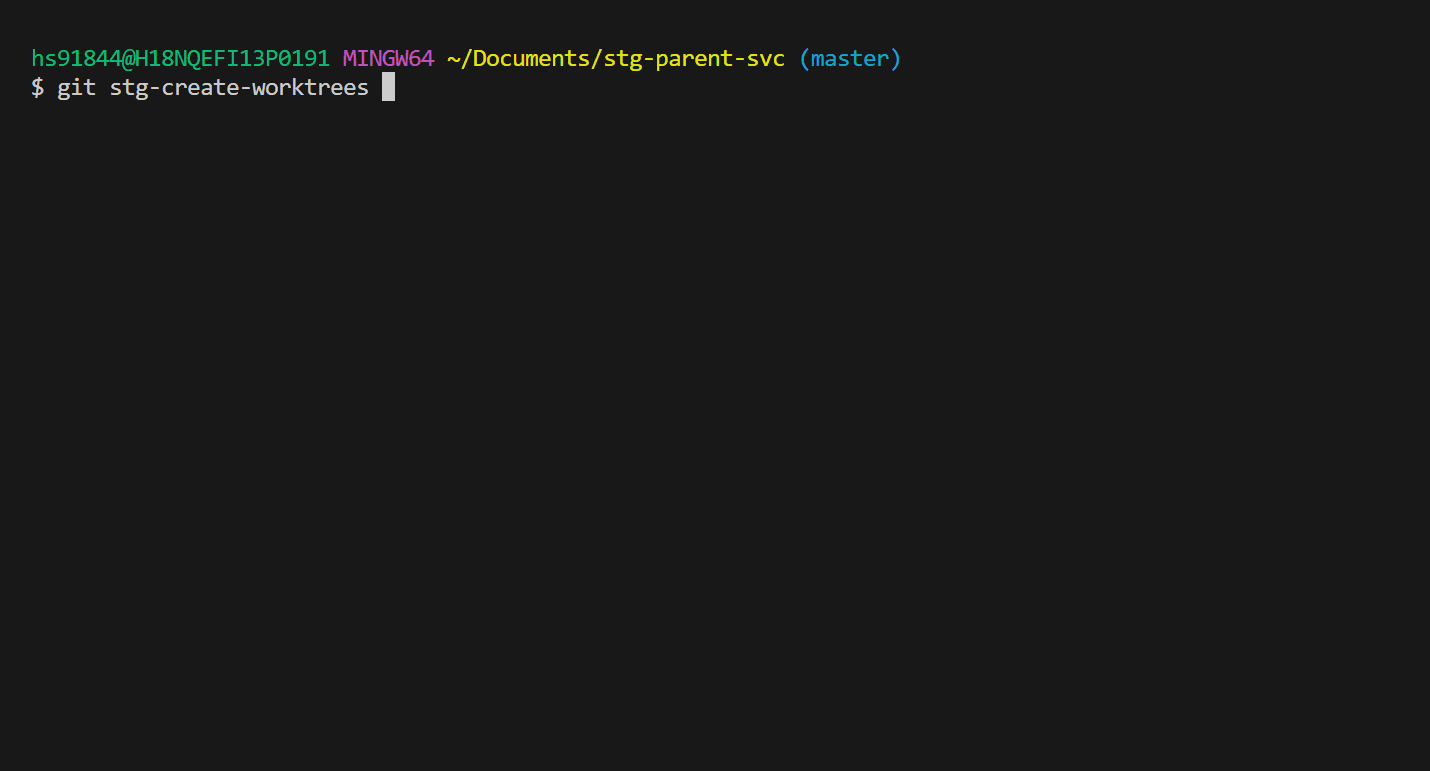 hs91844@H18NQEFI13P0191 MINGW64 ~/Documents/stg-parent-svc (master)
$ git stg-create-worktrees